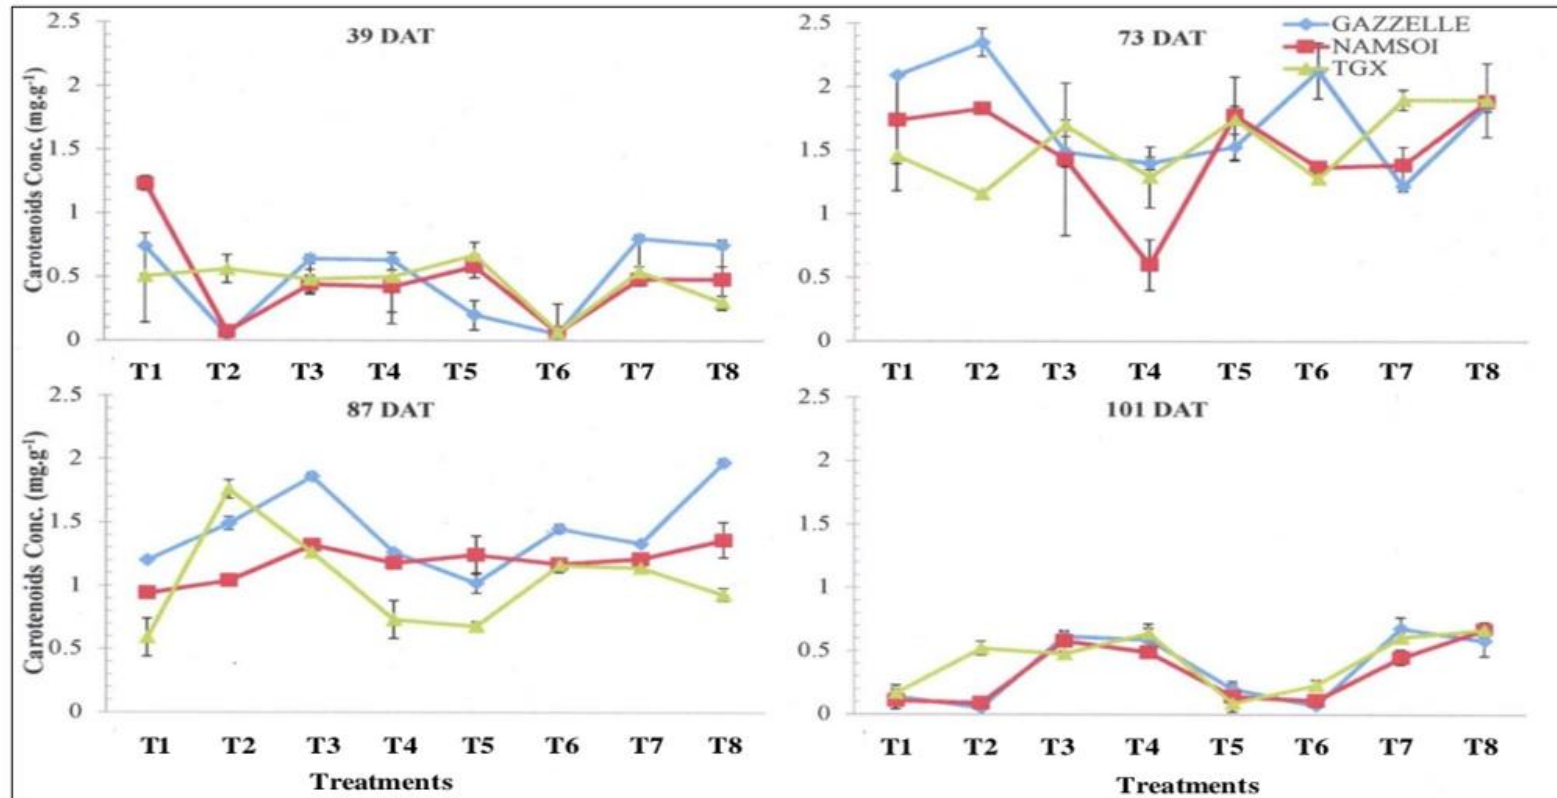 39 DAT
Carotenoids Conc. (mg.g-1)
2.5
2
1.5
1
0.5
0
T1 T2 T3 T4 T5 T6 T7 T8
73 DAT
GAZZELLE
NAMSOI
TGX
2.5
2
1.5
1
0.5
0
T1 T2 T3 T4 T5 T6 T7 T8
87 DAT
Carotenoids Conc. (mg.g-1)
2.5
2
1.5
1
0.5
0
T1 T2 T3 T4 T5 T6 T7 T8
Treatments
101 DAT
2.5
2
1.5
1
0.5
0
T1 T2 T3 T4 T5 T6 T7 T8
Treatments